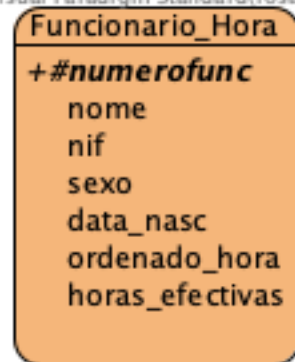 Funcionario_Hora
+#numerofunc
nome
nif
sexo
data_nasc
ordenado_hora
horas_efectivas